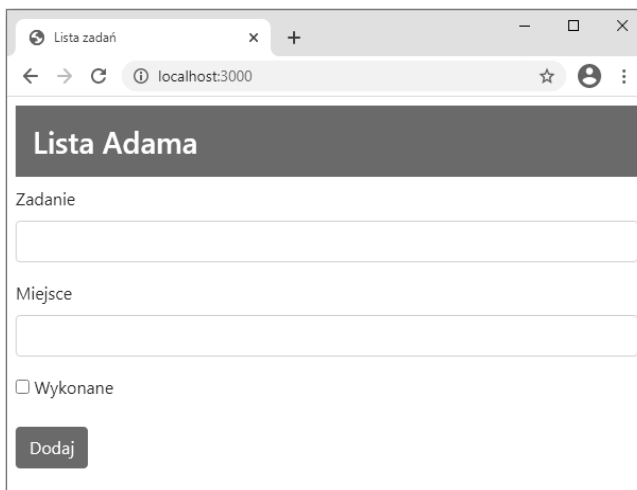 Lista zadań
localhost:3000
Lista Adama
Zadanie
Miejsce
Wykonane
Dodaj